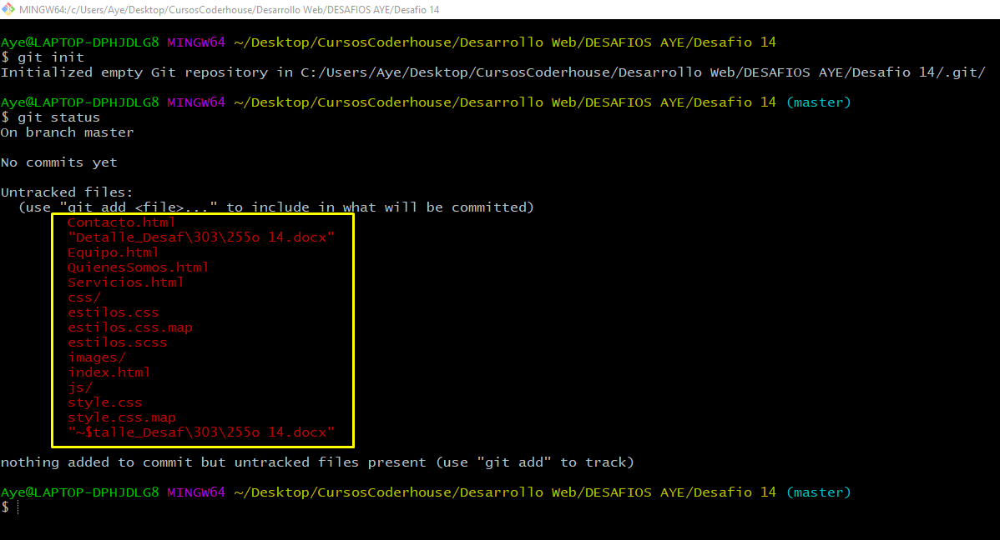 MINGW64:/c/Users/Aye/Desktop/CursosCoderhouse/Desarrollo Web/DESAFIOS AYE/Desafio 14
Aye@LAPTOP-DPHJDLG8 MINGW64 ~/Desktop/CursosCoderhouse/Desarrollo Web/DESAFIOS AYE/Desafio 14
$ git init
Initialized empty Git repository in C:/Users/Aye/Desktop/CursosCoderhouse/Desarrollo Web/DESAFIOS AYE/Desafio 14/.git/
Aye@LAPTOP-DPHJDLG8 MINGW64 ~/Desktop/CursosCoderhouse/Desarrollo Web/DESAFIOS AYE/Desafio 14 (master)
$ git status
On branch master
No commits yet
Untracked files:
(use "git add <file>..." to include in what will be committed)
Contacto.html
"Detalle_Desaf\303\255o 14.docx"
Equipo.html
QuienesSomos.html
Servicios.html
css/
estilos.css
estilos.css.map
estilos.scss
images/
index.html
js/
style.css
style.css.map
"~$talle_Desaf\303\255o 14.docx"
nothing added to commit but untracked files present (use "git add" to track)
Aye@LAPTOP-DPHJDLG8 MINGW64 ~/Desktop/CursosCoderhouse/Desarrollo Web/DESAFIOS AYE/Desafio 14 (master)
$